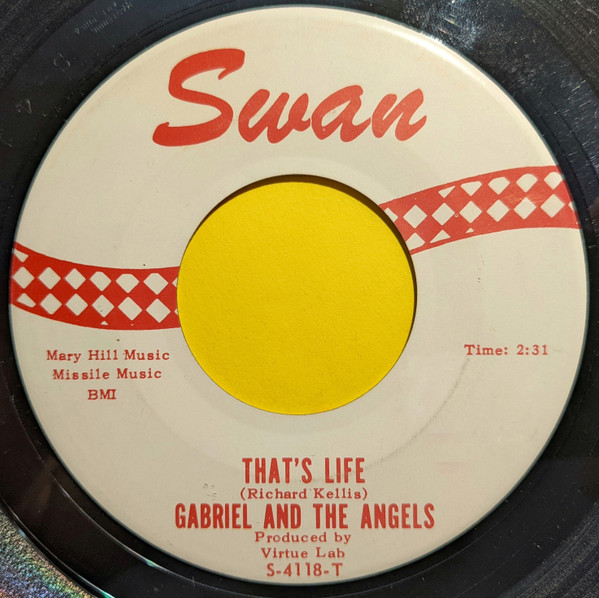 Swan
Mary Hill Music
Missile Music
BMI
Time: 2:31
THAT'S LIFE
(Richard Kellis)
GABRIEL AND THE ANGELS
Produced by
Virtue Lab
S-4118-T